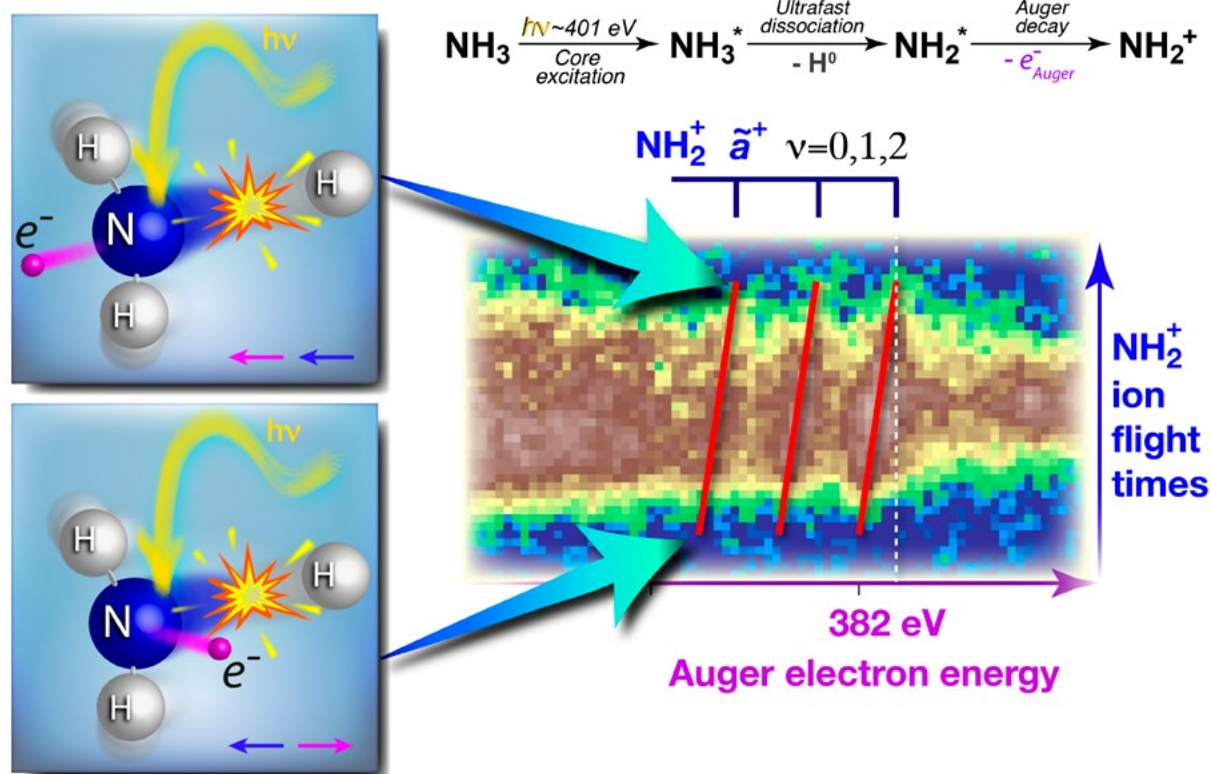 hν
H
H
N
e⁻
H
hν
H
H
N
e⁻
H
NH₃ hν~401 eV Core excitation NH₃* Ultrafast dissociation - H⁰ NH₂* Auger decay - e⁻Auger NH₂⁺
NH₂⁺ ã⁺ ν=0,1,2
NH₂⁺
ion
flight
times
382 eV
Auger electron energy